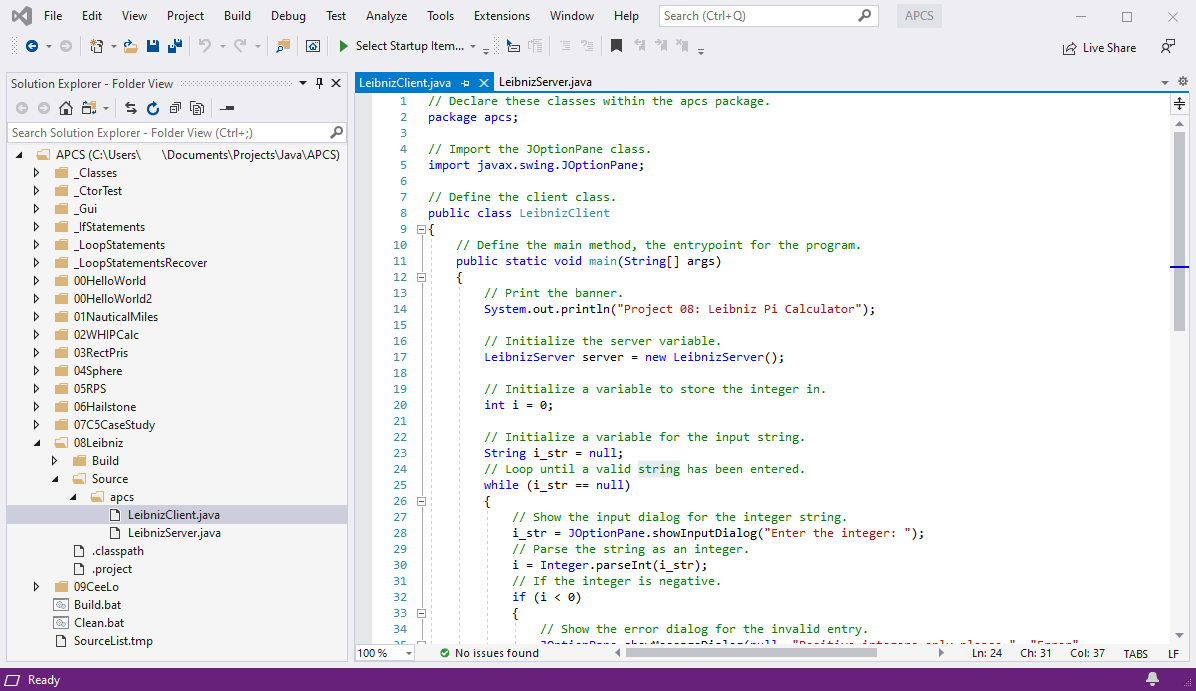 File Edit View Project Build Debug Test Analyze Tools Extensions Window Help Search (Ctrl+Q) APCS
Select Startup Item... Live Share
Solution Explorer - Folder View
Search Solution Explorer - Folder View (Ctrl+;)
APCS (C:\Users\ \Documents\Projects\Java\APCS)
_Classes
_CtorTest
_Gui
_IfStatements
_LoopStatements
_LoopStatementsRecover
00HelloWorld
00HelloWorld2
01NauticalMiles
02WHIPCalc
03RectPris
04Sphere
05RPS
06Hailstone
07C5CaseStudy
08Leibniz
Build
Source
apcs
LeibnizClient.java
LeibnizServer.java
.classpath
.project
09CeeLo
Build.bat
Clean.bat
SourceList.tmp
LeibnizClient.java LeibnizServer.java
1 // Declare these classes within the apcs package.
2 package apcs;
3
4 // Import the JOptionPane class.
5 import javax.swing.JOptionPane;
6
7 // Define the client class.
8 public class LeibnizClient
9 {
10 // Define the main method, the entrypoint for the program.
11 public static void main(String[] args)
12 {
13 // Print the banner.
14 System.out.println("Project 08: Leibniz Pi Calculator");
15
16 // Initialize the server variable.
17 LeibnizServer server = new LeibnizServer();
18
19 // Initialize a variable to store the integer in.
20 int i = 0;
21
22 // Initialize a variable for the input string.
23 String i_str = null;
24 // Loop until a valid string has been entered.
25 while (i_str == null)
26 {
27 // Show the input dialog for the integer string.
28 i_str = JOptionPane.showInputDialog("Enter the integer: ");
29 // Parse the string as an integer.
30 i = Integer.parseInt(i_str);
31 // If the integer is negative.
32 if (i < 0)
33 {
34 // Show the error dialog for the invalid entry.
100 % No issues found Ln: 24 Ch: 31 Col: 37 TABS LF
Ready